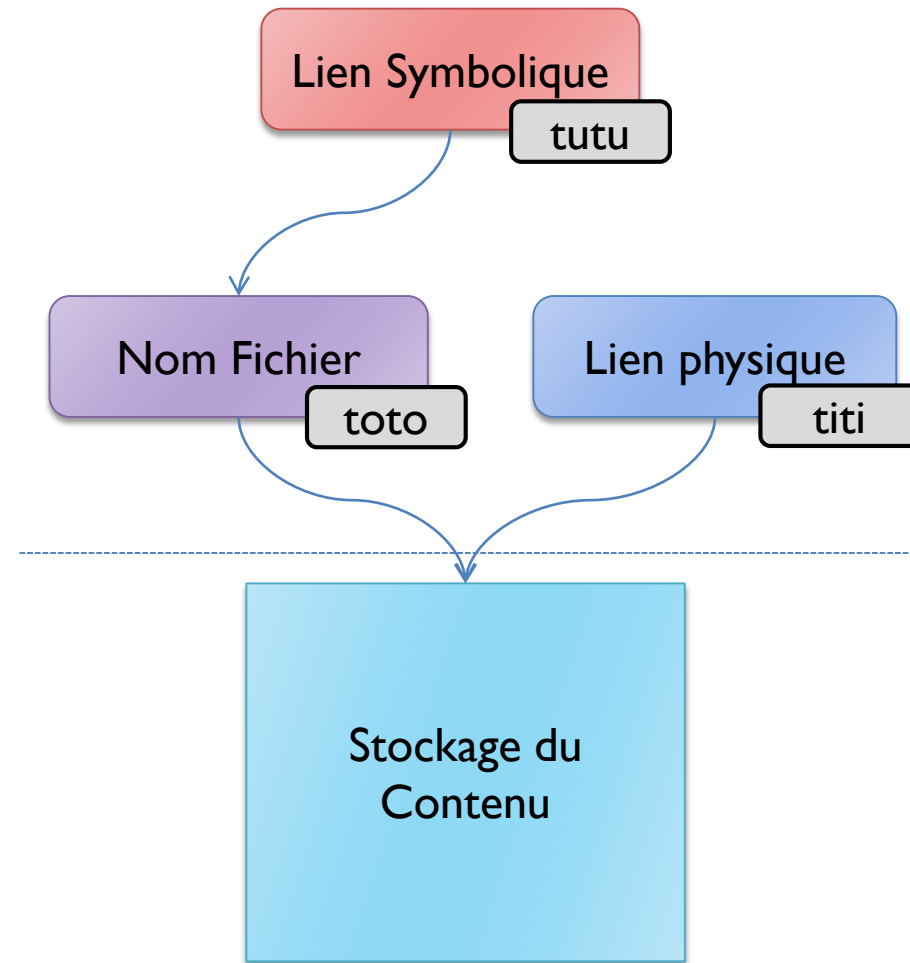 Lien Symbolique
tutu
Nom Fichier
toto
Lien physique
titi
Stockage du
Contenu